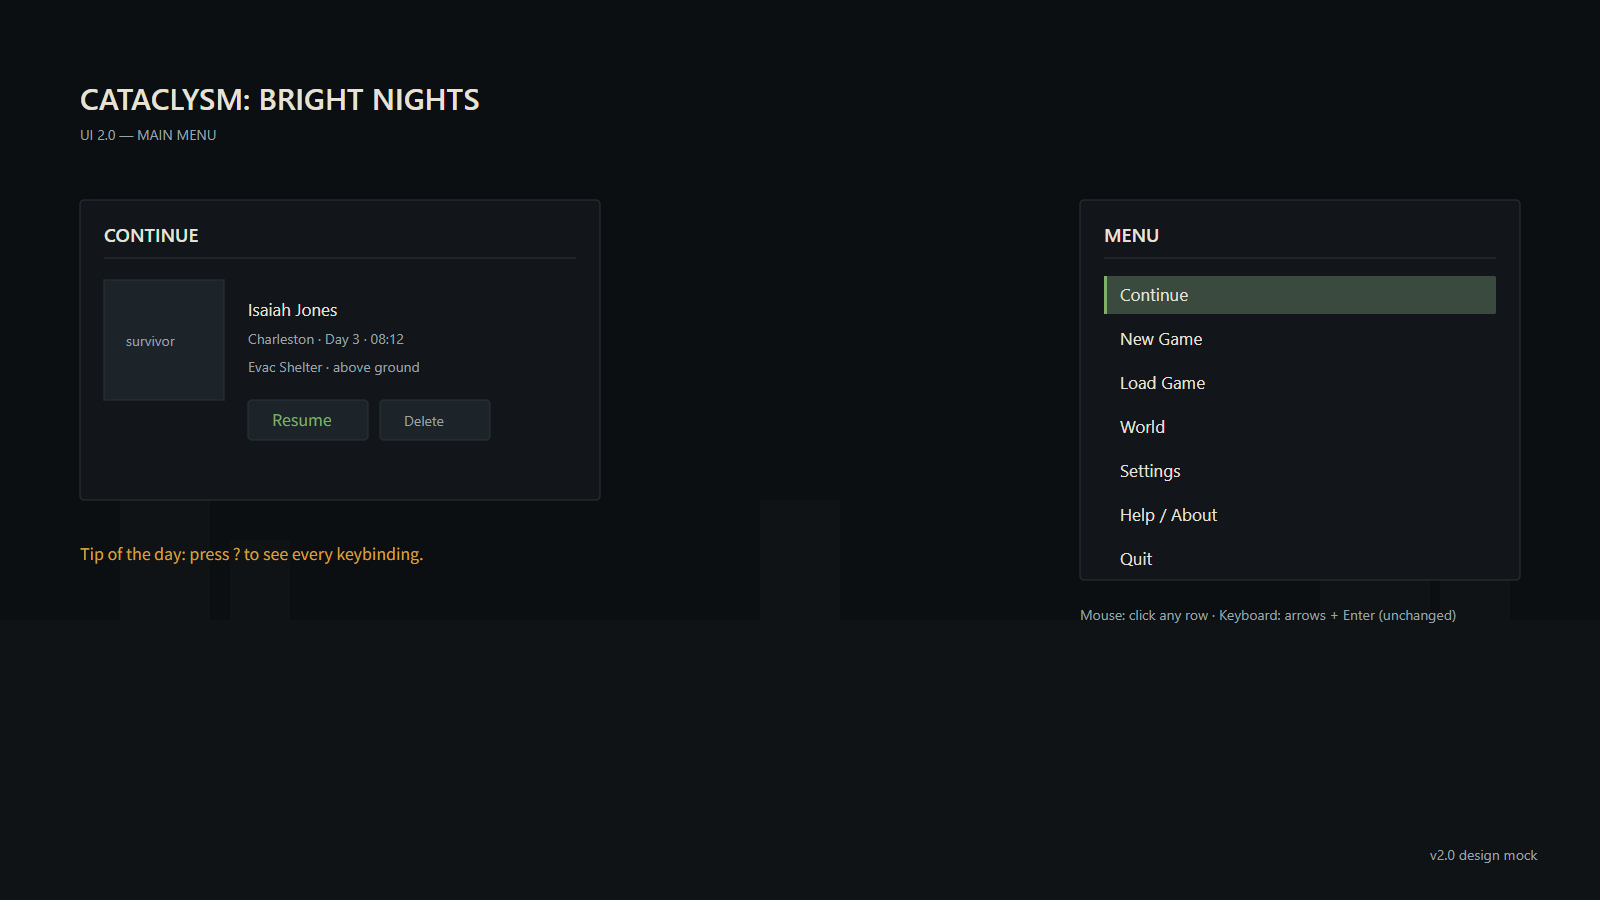 CATACLYSM: BRIGHT NIGHTS
UI 2.0 — MAIN MENU
CONTINUE
survivor
Isaiah Jones
Charleston · Day 3 · 08:12
Evac Shelter · above ground
Resume
Delete
Tip of the day: press ? to see every keybinding.
MENU
Continue
New Game
Load Game
World
Settings
Help / About
Quit
Mouse: click any row · Keyboard: arrows + Enter (unchanged)
v2.0 design mock